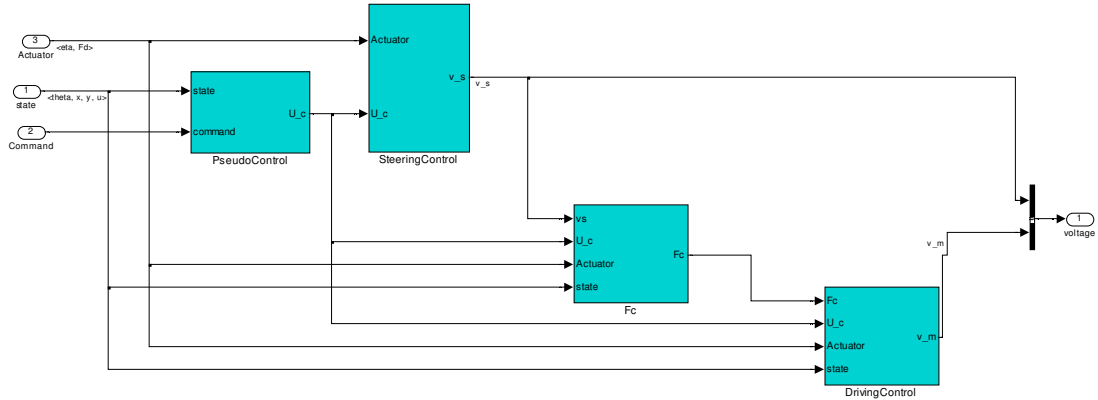 3
Actuator
<eta, Fd>
1
state
<theta, x, y, u>
2
Command
state
command
U_c
PseudoControl
Actuator
U_c
v_s
SteeringControl
v_s
vs
U_c
Actuator
state
Fc
Fc
Fc
U_c
Actuator
state
v_m
DrivingControl
v_m
1
voltage